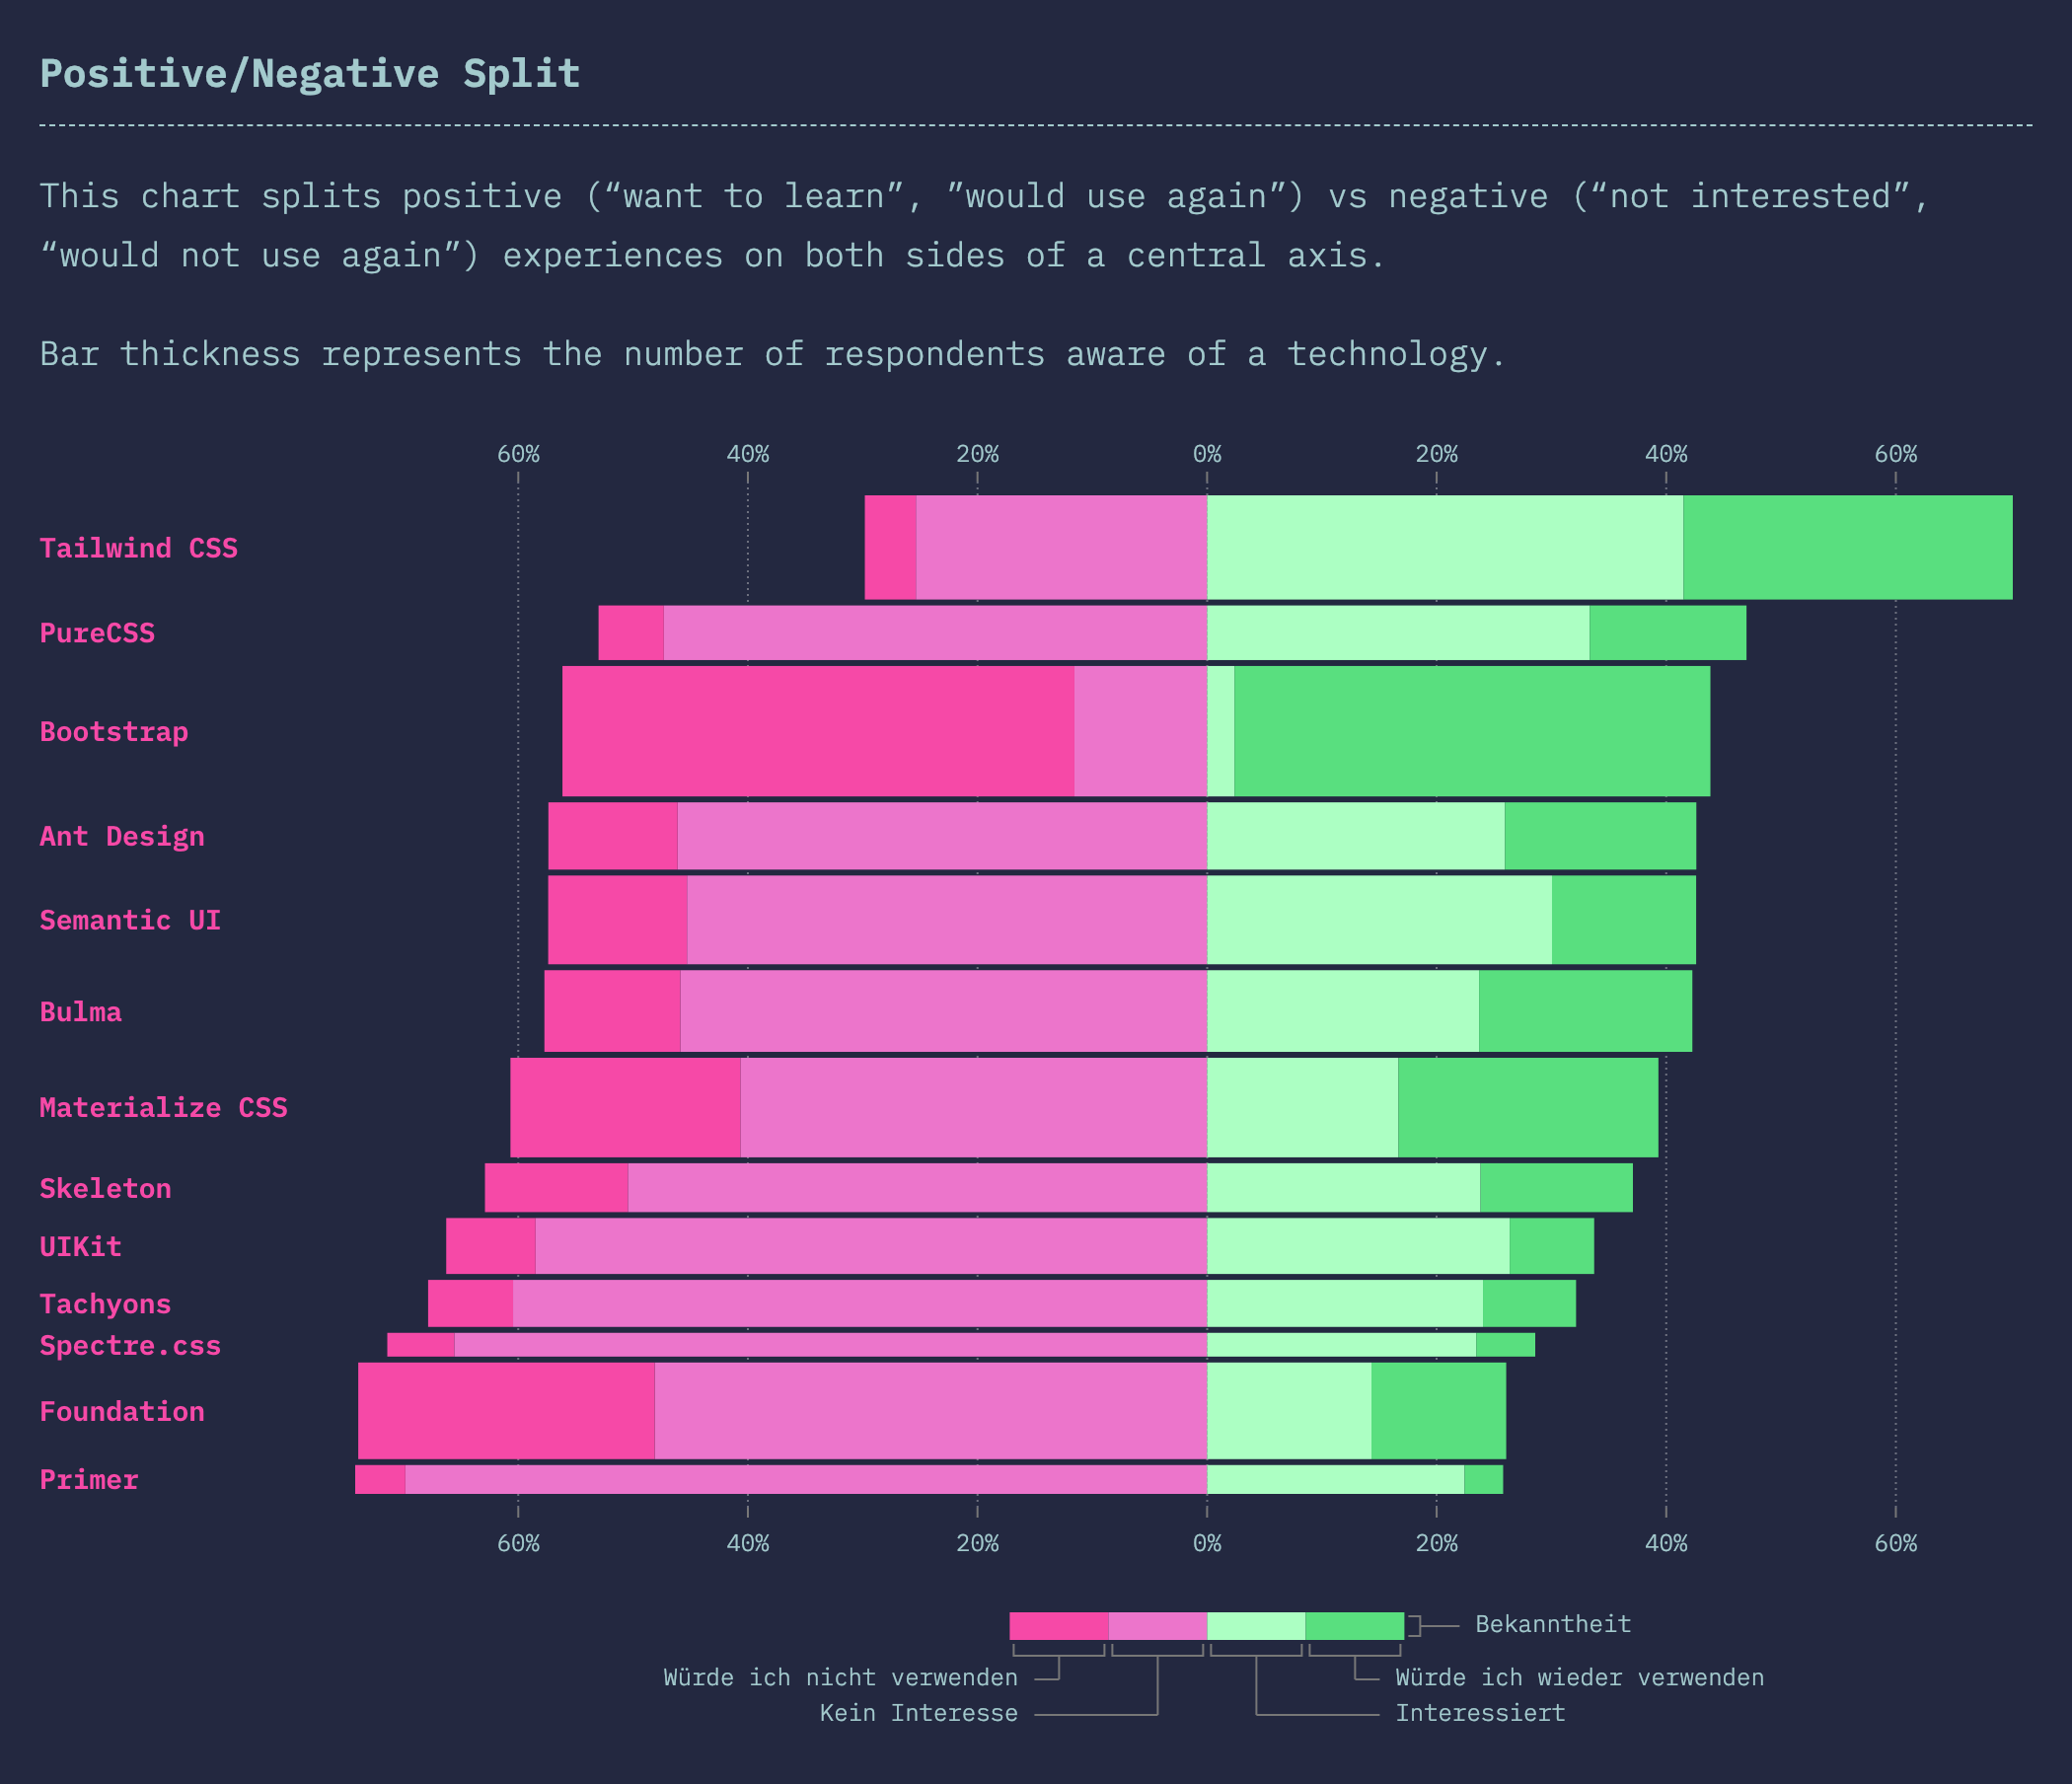 Positive/Negative Split
This chart splits positive (“want to learn”, ”would use again”) vs negative (“not interested”,
“would not use again”) experiences on both sides of a central axis.
Bar thickness represents the number of respondents aware of a technology.
60% 40% 20% 0% 20% 40% 60%
Tailwind CSS
PureCSS
Bootstrap
Ant Design
Semantic UI
Bulma
Materialize CSS
Skeleton
UIKit
Tachyons
Spectre.css
Foundation
Primer
60% 40% 20% 0% 20% 40% 60%
Bekanntheit
Würde ich nicht verwenden Würde ich wieder verwenden
Kein Interesse Interessiert